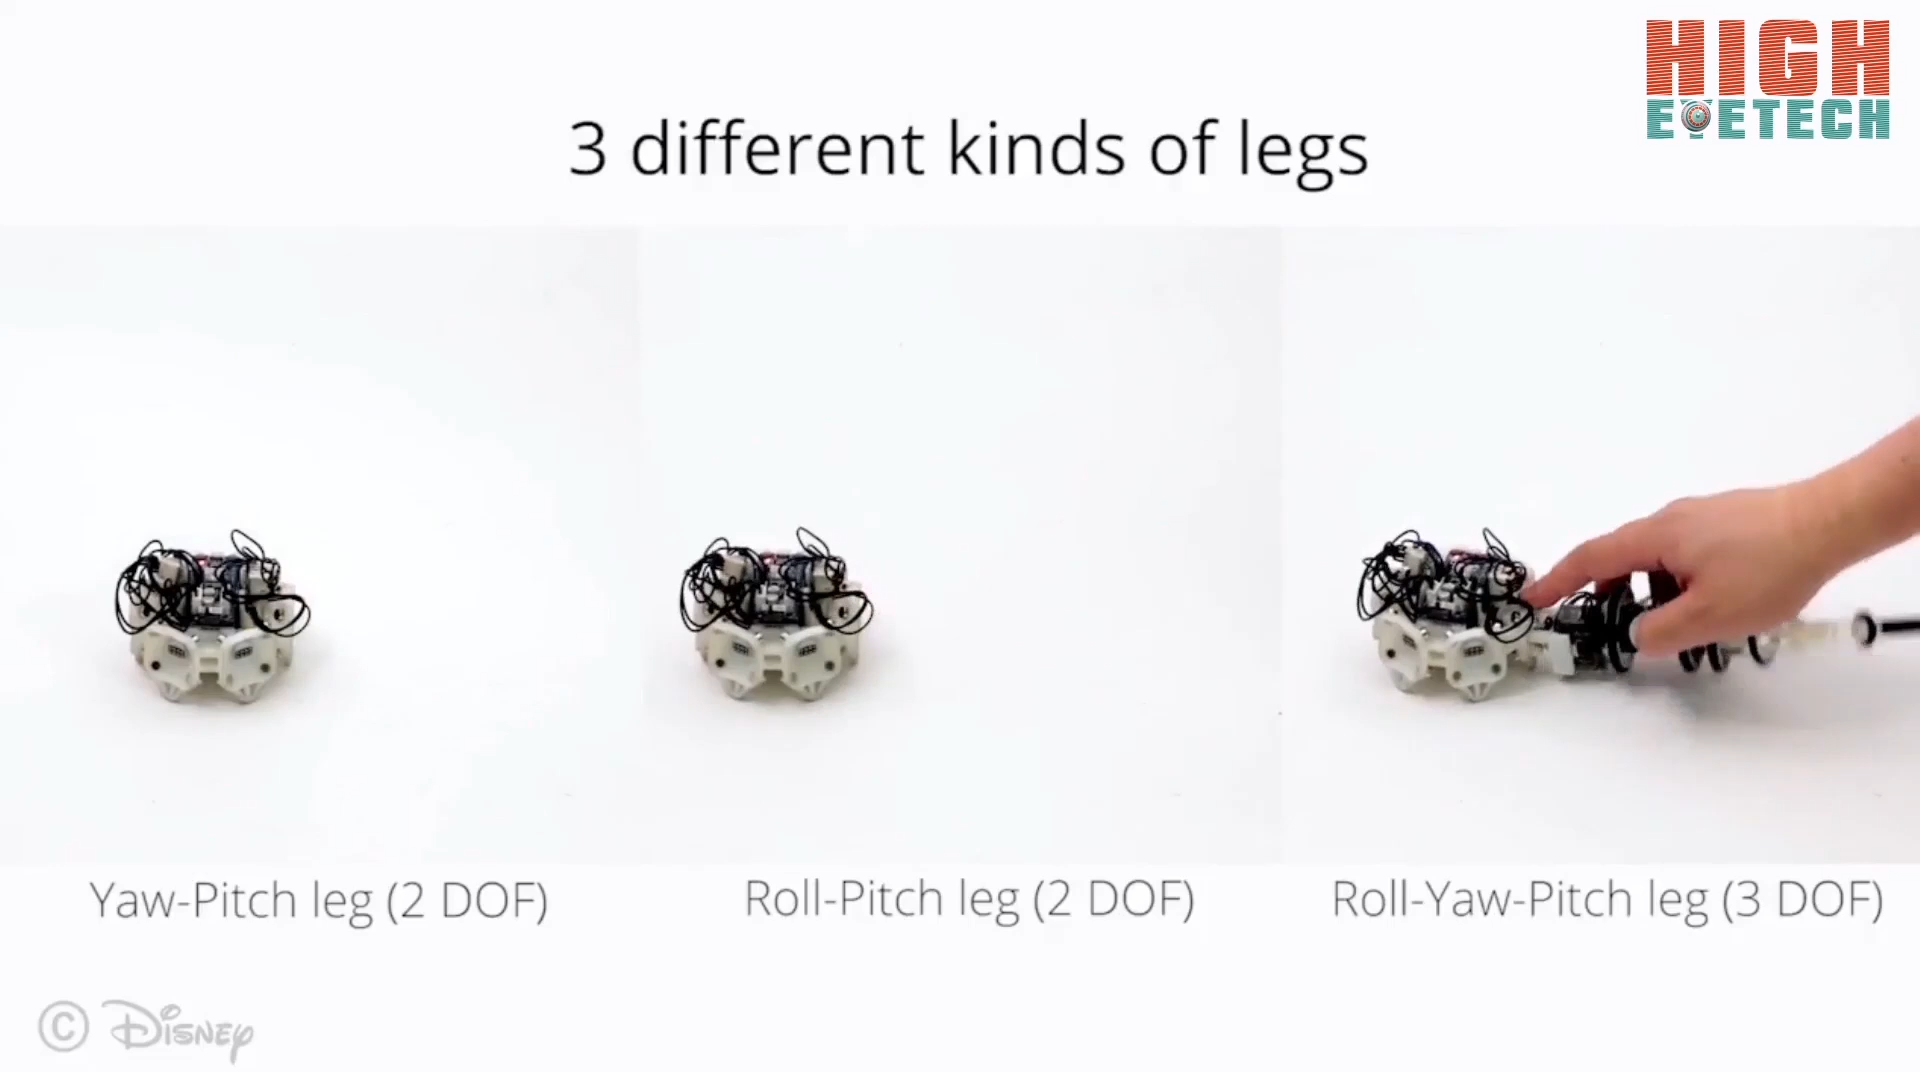 HIGH
EYETECH
3 different kinds of legs
Yaw-Pitch leg (2 DOF)
Roll-Pitch leg (2 DOF)
Roll-Yaw-Pitch leg (3 DOF)
© Disney